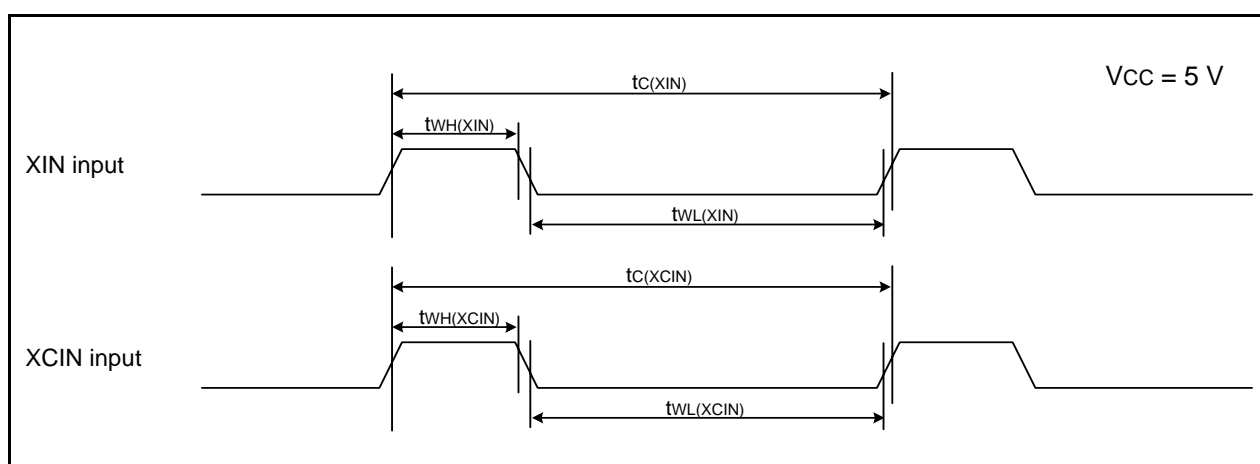 VCC = 5 V
tC(XIN)
tWH(XIN)
XIN input
tWL(XIN)
tC(XCIN)
tWH(XCIN)
XCIN input
tWL(XCIN)